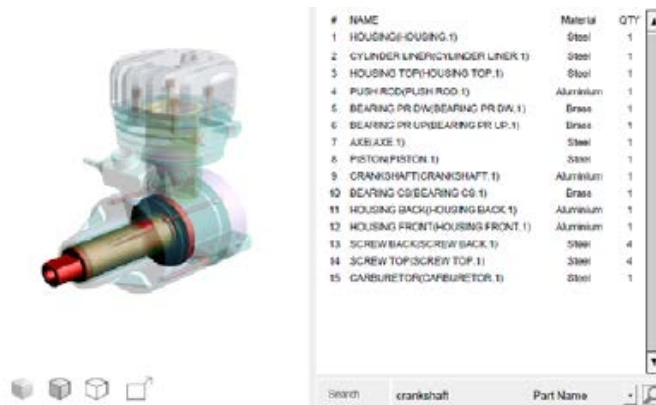 # NAME Material QTY
1 HOUSING(HOUSING.1) Steel 1
2 CYLINDER LINER(CYLINDER LINER.1) Steel 1
3 HOUSING TOP(HOUSING TOP.1) Steel 1
4 PUSH ROD(PUSH ROD.1) Aluminium 1
5 BEARING PR DW(BEARING PR DW.1) Brass 1
6 BEARING PR UP(BEARING PR UP.1) Brass 1
7 AXE(AXE.1) Steel 1
8 PISTON(PISTON.1) Steel 1
9 CRANKSHAFT(CRANKSHAFT.1) Aluminium 1
10 BEARING CS(BEARING CS.1) Brass 1
11 HOUSING BACK(HOUSING BACK.1) Aluminium 1
12 HOUSING FRONT(HOUSING FRONT.1) Aluminium 1
13 SCREW BACK(SCREW BACK.1) Steel 4
14 SCREW TOP(SCREW TOP.1) Steel 4
15 CARBURETOR(CARBURETOR.1) Steel 1
Search crankshaft Part Name